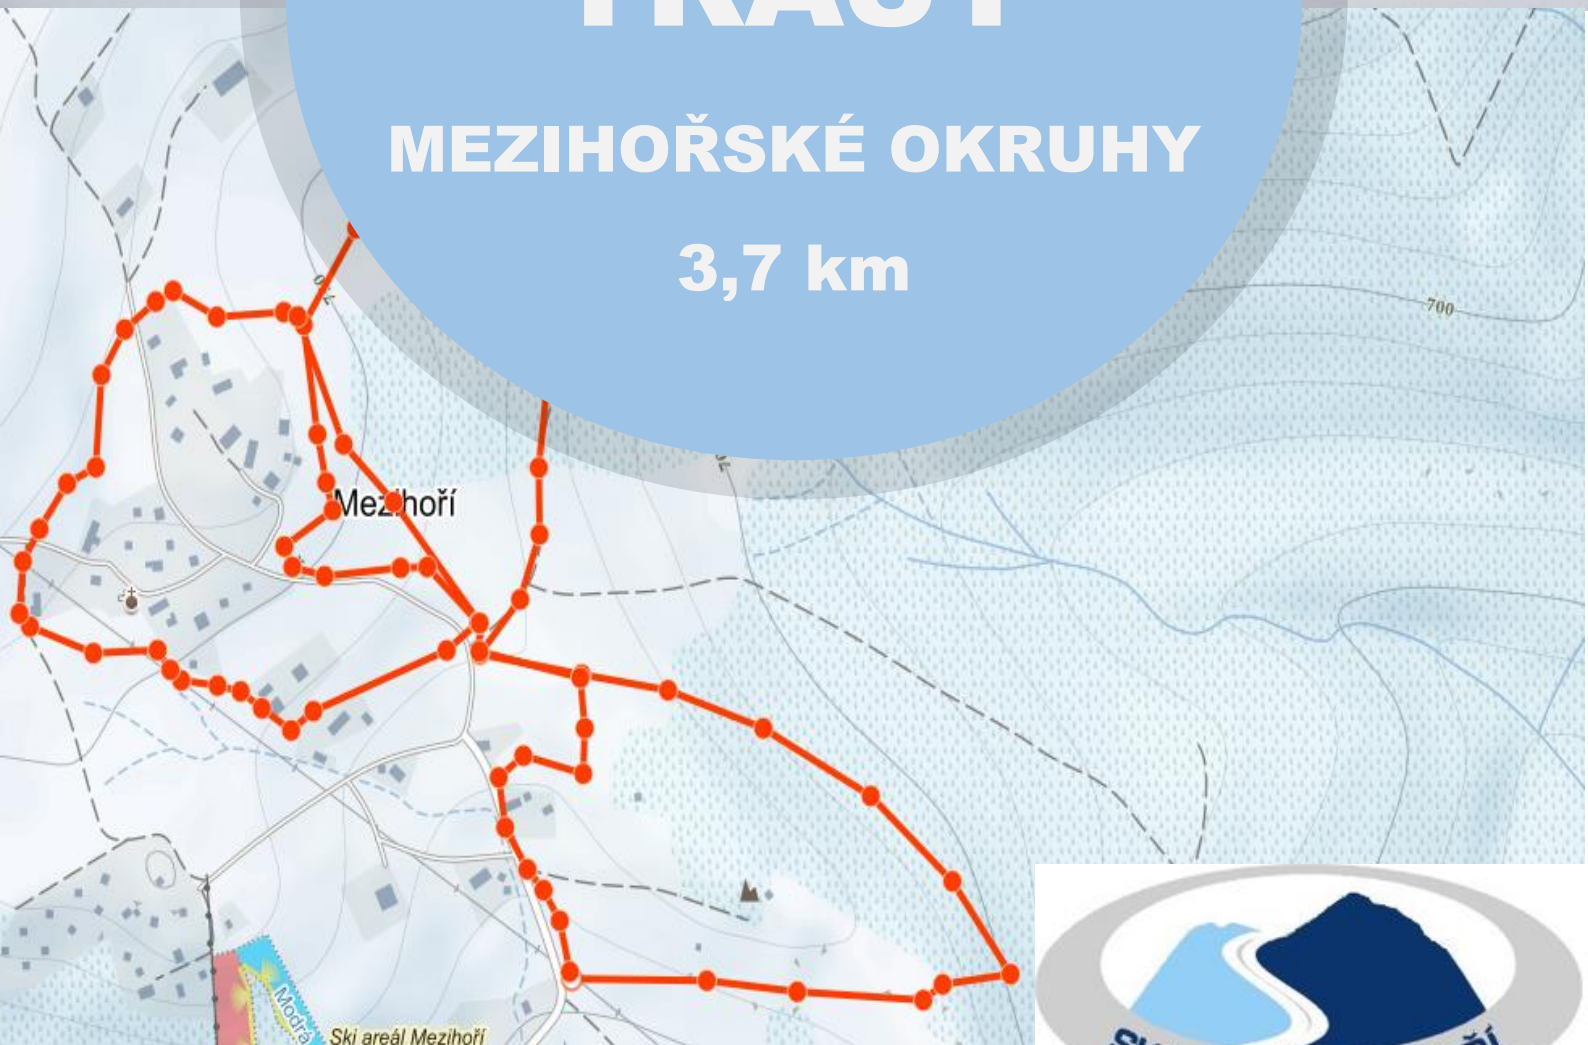 MEZIHOŘSKÉ OKRUHY
3,7 km
700
Mezihoří
Modrá
Ski areál Mezihoří